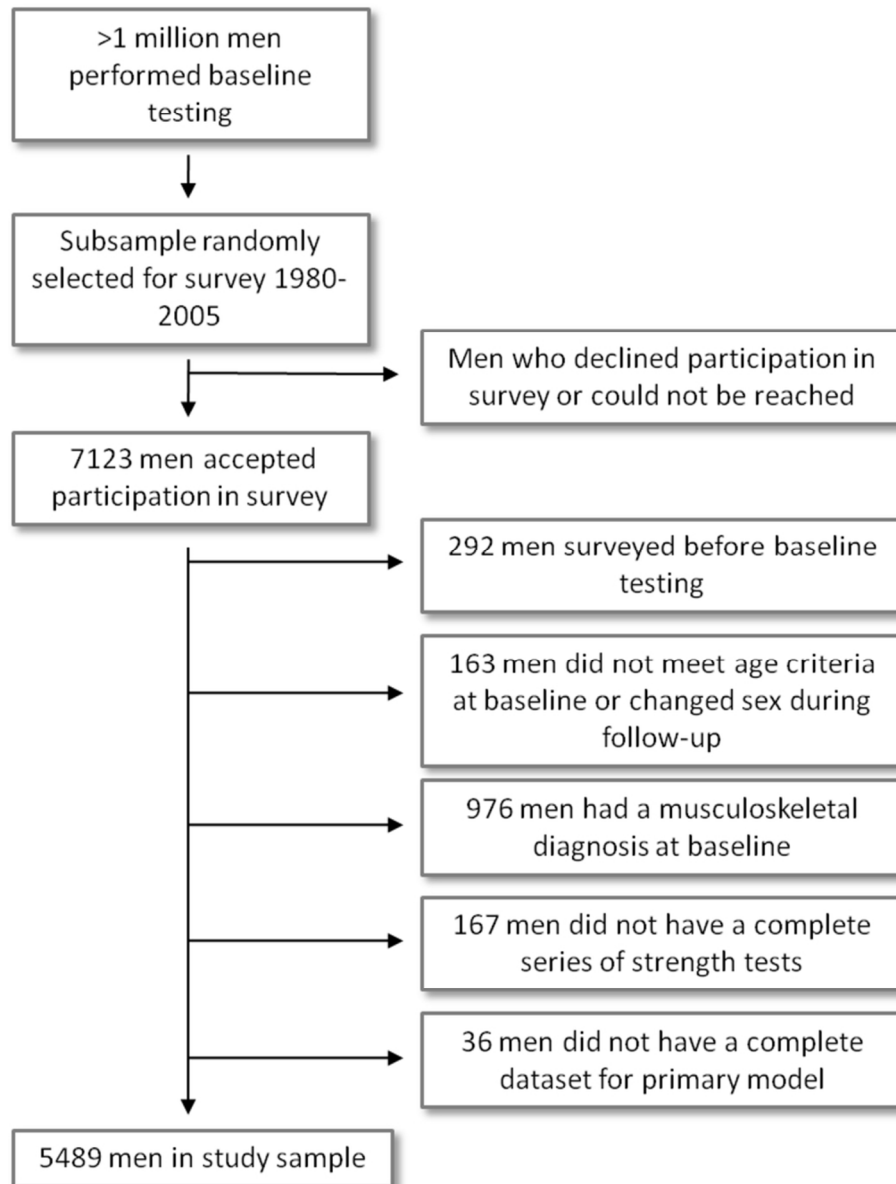 >1 million men
performed baseline
testing
Subsample randomly
selected for survey 1980-
2005
Men who declined participation in
survey or could not be reached
7123 men accepted
participation in survey
292 men surveyed before baseline
testing
163 men did not meet age criteria
at baseline or changed sex during
follow-up
976 men had a musculoskeletal
diagnosis at baseline
167 men did not have a complete
series of strength tests
36 men did not have a complete
dataset for primary model
5489 men in study sample